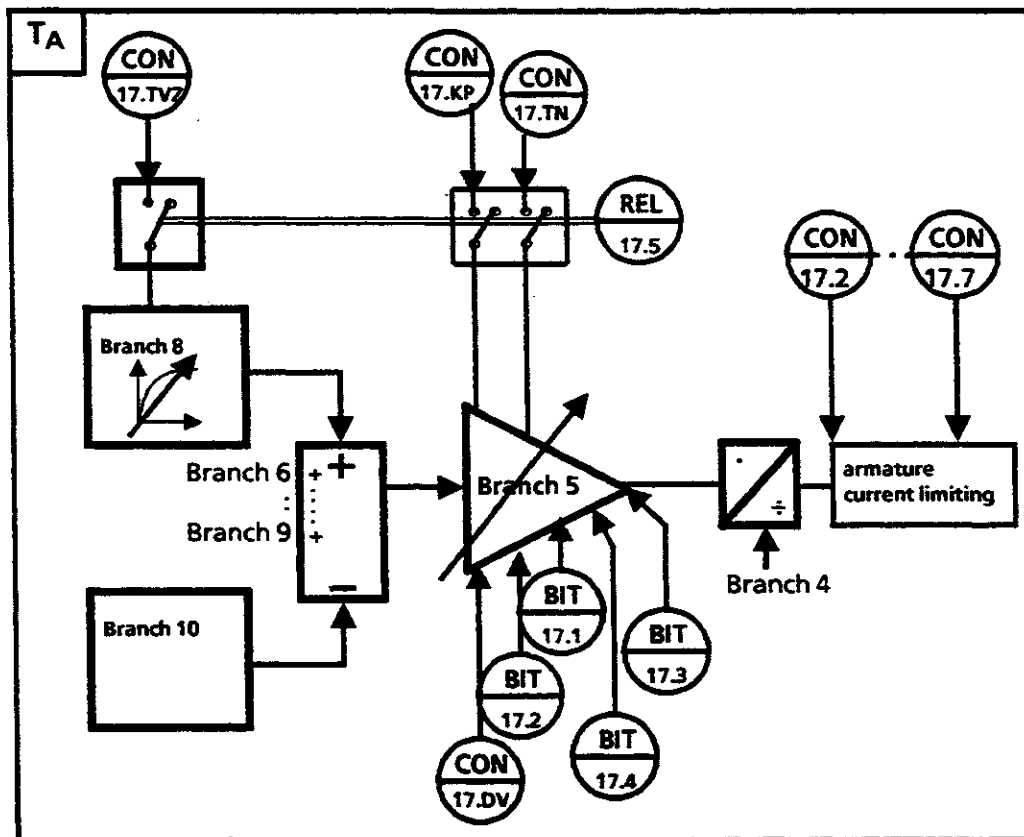 TA
CON
17.TVZ
CON
17.KP
CON
17.TN
REL
17.5
CON
17.2
CON
17.7
Branch 8
Branch 6 +
+
Branch 9 +
−
Branch 5
.
÷
armature
current limiting
Branch 4
Branch 10
BIT
17.1
BIT
17.2
BIT
17.3
BIT
17.4
CON
17.DV